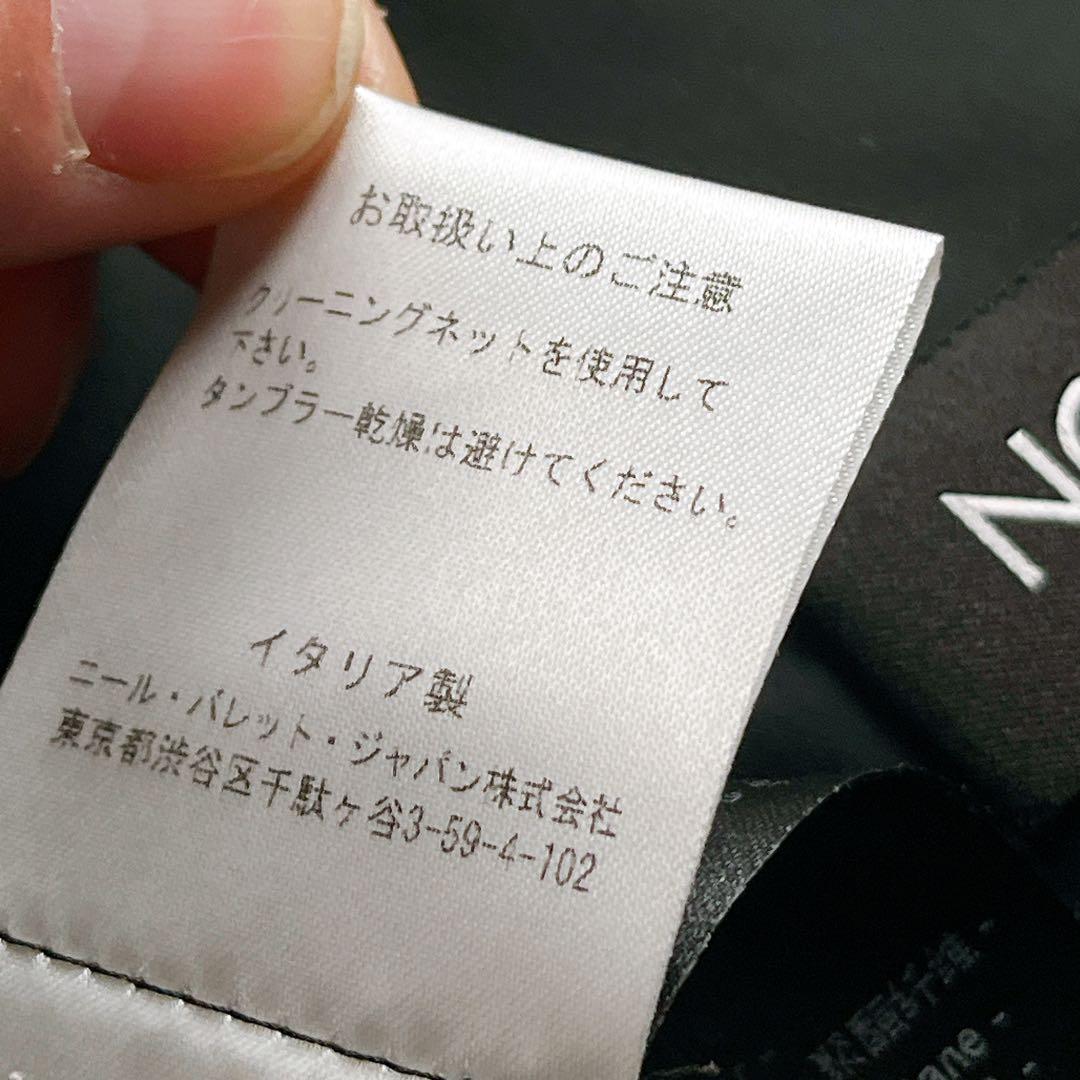 お取扱い上のご注意
クリーニングネットを使用して
下さい。
タンブラー乾燥は避けてください。
イタリア製
ニール・バレット・ジャパン株式会社
東京都渋谷区千駄ヶ谷3-59-4-102
NO
ane